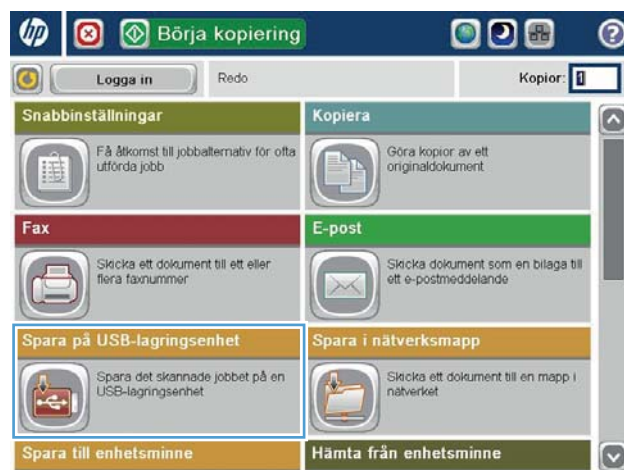 hp
Börja kopiering
?
Logga in
Redo
Kopior: 1
Snabbinställningar
Få åtkomst till jobbalternativ för ofta
utförda jobb
Kopiera
Göra kopior av ett
originaldokument
Fax
Skicka ett dokument till ett eller
flera faxnummer
E-post
Skicka dokument som en bilaga till
ett e-postmeddelande
Spara på USB-lagringsenhet
Spara det skannade jobbet på en
USB-lagringsenhet
Spara i nätverksmapp
Skicka ett dokument till en mapp i
nätverket
Spara till enhetsminne
Hämta från enhetsminne